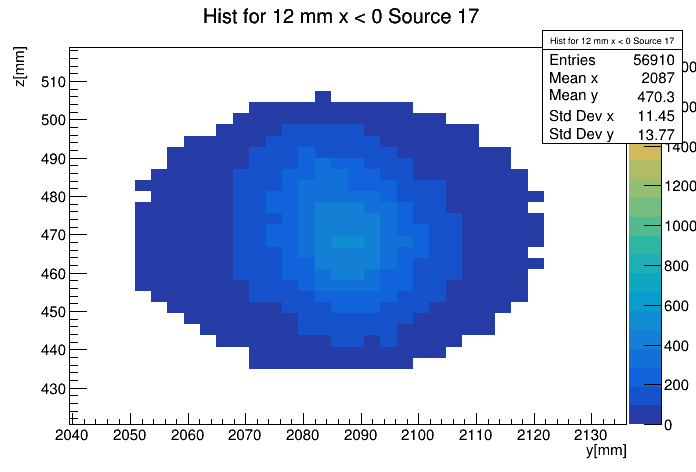 Hist for 12 mm x < 0 Source 17
z[mm]
Hist for 12 mm x < 0 Source 17
Entries 56910
Mean x 2087
Mean y 470.3
Std Dev x 11.45
Std Dev y 13.77
510
500
490
480
470
460
450
440
430
2040 2050 2060 2070 2080 2090 2100 2110 2120 2130
y[mm]
1400
1200
1000
800
600
400
200
0